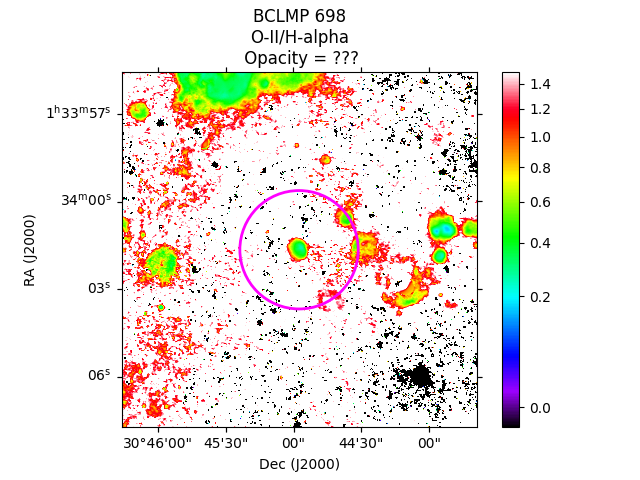 BCLMP 698
O-II/H-alpha
Opacity = ???
1h33m57s
34m00s
03s
06s
RA (J2000)
30°46'00" 45'30" 00" 44'30" 00"
Dec (J2000)
1.4
1.2
1.0
0.8
0.6
0.4
0.2
0.0